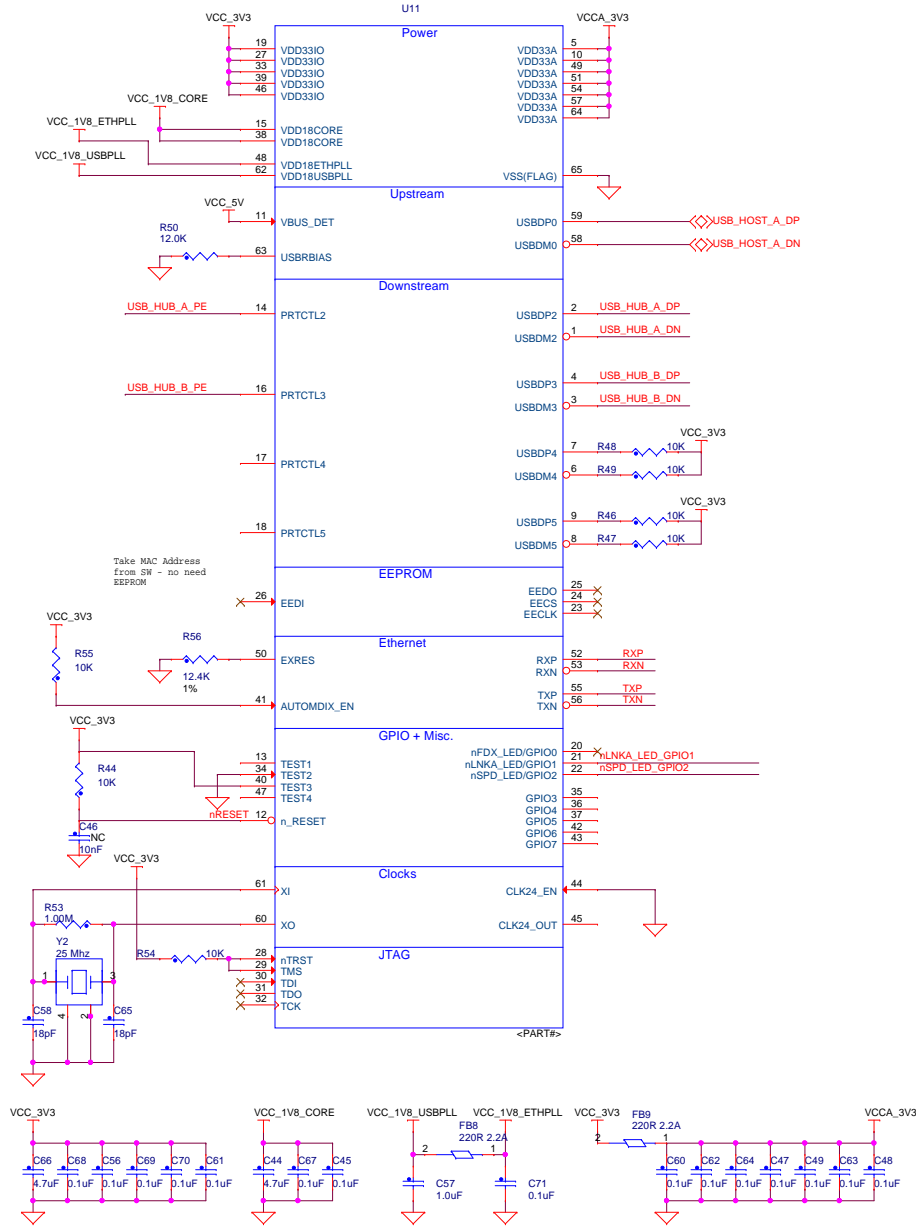 U11
VCC_3V3
VCCA_3V3
Power
19 VDD33IO
27 VDD33IO
33 VDD33IO
39 VDD33IO
46 VDD33IO
VDD33A 5
VDD33A 10
VDD33A 49
VDD33A 51
VDD33A 54
VDD33A 57
VDD33A 64
VCC_1V8_CORE
15 VDD18CORE
38 VDD18CORE
VCC_1V8_ETHPLL
48 VDD18ETHPLL
VCC_1V8_USBPLL
62 VDD18USBPLL
VSS(FLAG) 65
Upstream
VCC_5V
11 VBUS_DET
USBDP0 59 USB_HOST_A_DP
USBDM0 58 USB_HOST_A_DN
R50
12.0K
63 USBRBIAS
Downstream
USB_HUB_A_PE 14 PRTCTL2
USBDP2 2 USB_HUB_A_DP
USBDM2 1 USB_HUB_A_DN
USB_HUB_B_PE 16 PRTCTL3
USBDP3 4 USB_HUB_B_DP
USBDM3 3 USB_HUB_B_DN
VCC_3V3
17 PRTCTL4
USBDP4 7 R48 10K
USBDM4 6 R49 10K
VCC_3V3
18 PRTCTL5
USBDP5 9 R46 10K
USBDM5 8 R47 10K
Take MAC Address
from SW - no need
EEPROM
EEPROM
26 EEDI
EEDO 25
EECS 24
EECLK 23
VCC_3V3
R55
10K
Ethernet
R56
12.4K
1%
50 EXRES
41 AUTOMDIX_EN
RXP 52 RXP
RXN 53 RXN
TXP 55 TXP
TXN 56 TXN
VCC_3V3
R44
10K
GPIO + Misc.
13 TEST1
34 TEST2
40 TEST3
47 TEST4
nRESET 12 n_RESET
C46
NC
10nF
nFDX_LED/GPIO0 20
nLNKA_LED/GPIO1 21 nLNKA_LED_GPIO1
nSPD_LED/GPIO2 22 nSPD_LED_GPIO2
GPIO3 35
GPIO4 36
GPIO5 37
GPIO6 42
GPIO7 43
VCC_3V3
Clocks
61 XI
60 XO
CLK24_EN 44
CLK24_OUT 45
R53
1.00M
Y2
25 Mhz
1
3
4
2
C58
18pF
C65
18pF
JTAG
R54 10K
28 nTRST
29 TMS
30 TDI
31 TDO
32 TCK
<PART#>
VCC_3V3
C66
4.7uF
C68
0.1uF
C56
0.1uF
C69
0.1uF
C70
0.1uF
C61
0.1uF
VCC_1V8_CORE
C44
4.7uF
C67
0.1uF
C45
0.1uF
VCC_1V8_USBPLL
VCC_1V8_ETHPLL
FB8
220R 2.2A
2
1
C57
1.0uF
C71
0.1uF
VCC_3V3
VCCA_3V3
FB9
220R 2.2A
2
1
C60
0.1uF
C62
0.1uF
C64
0.1uF
C47
0.1uF
C49
0.1uF
C63
0.1uF
C48
0.1uF